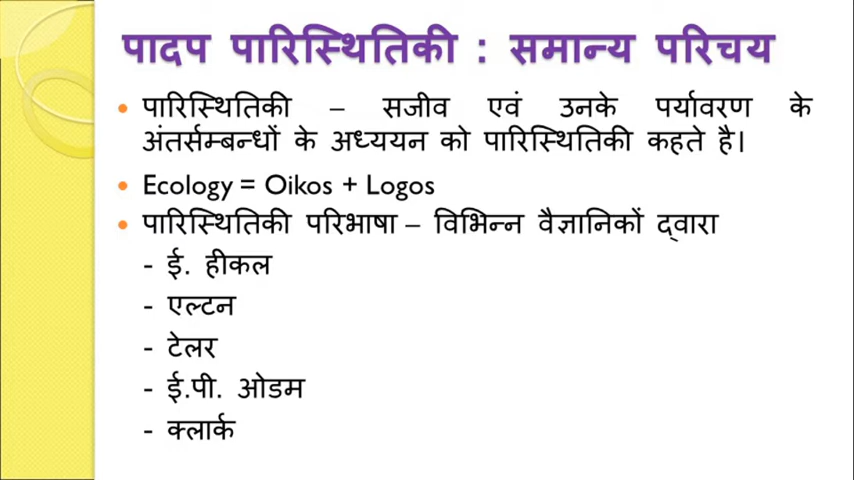 पादप पारिस्थितिकी : समान्य परिचय
• पारिस्थितिकी – सजीव एवं उनके पर्यावरण के
अंतर्सम्बन्धों के अध्ययन को पारिस्थितिकी कहते है।
• Ecology = Oikos + Logos
• पारिस्थितिकी परिभाषा – विभिन्न वैज्ञानिकों द्वारा
- ई. हीकल
- एल्टन
- टेलर
- ई.पी. ओडम
- क्लार्क